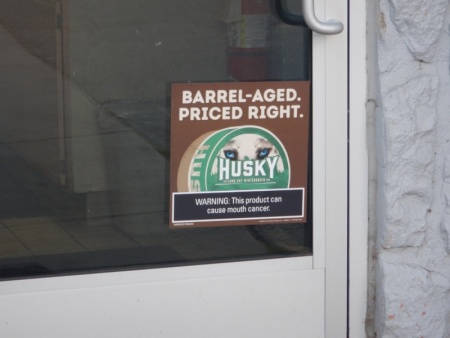 BARREL-AGED.
PRICED RIGHT.
HUSKY
WARNING: This product can
cause mouth cancer.